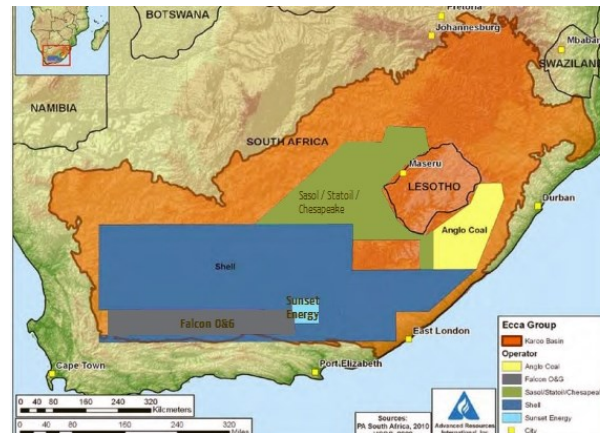 BOTSWANA
Pretoria
Johannesburg
Mbaban
SWAZILAND
NAMIBIA
SOUTH AFRICA
Maseru
LESOTHO
Sasol / Statoil /
Chesapeake
Durban
Anglo Coal
Shell
Sunset
Energy
Falcon O&G
East London
Cape Town
Port Elizabeth
0 40 80 160 240 320
Kilometers
0 40 80 160 240 320
Miles
Sources:
PA South Africa, 2010
Advanced Resources
International, Inc.
Ecca Group
Karoo Basin
Operator
Anglo Coal
Falcon O&G
Sasol/Statoil/Chesapeak
Shell
Sunset Energy
City